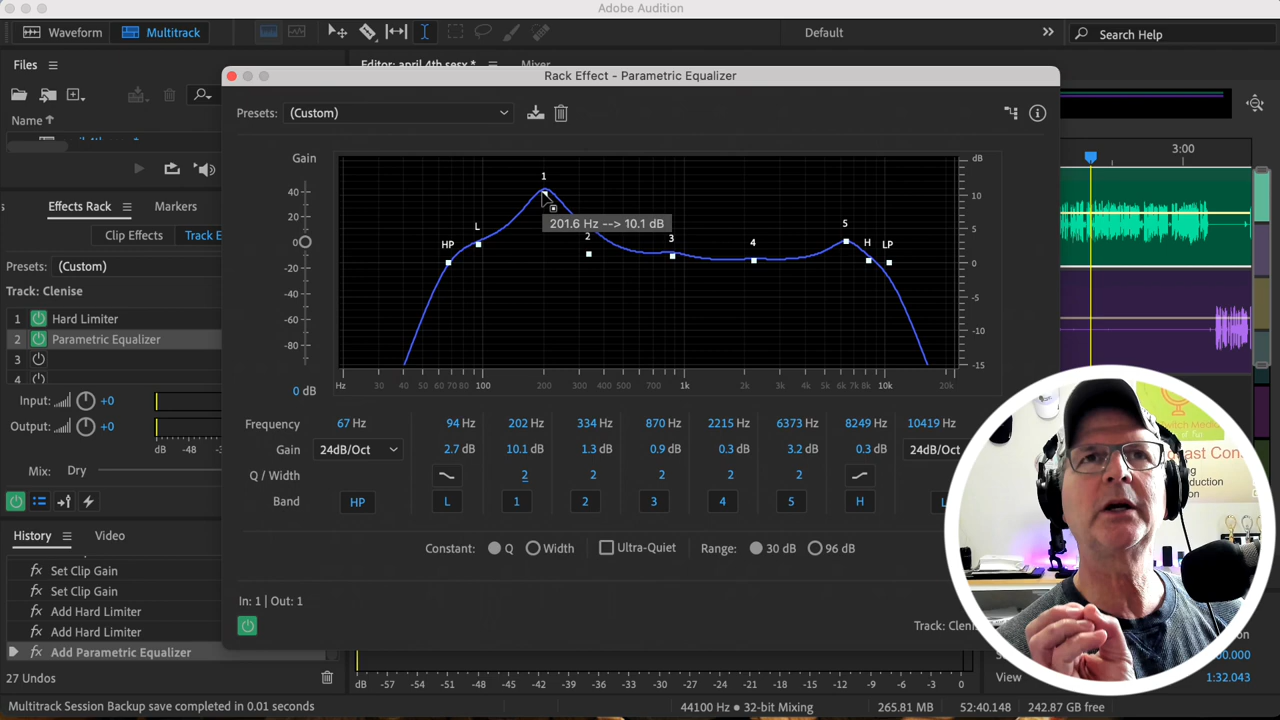 Adobe Audition
Waveform Multitrack Default Search Help
Files Editor: april 4th sesx * Mixer
Rack Effect - Parametric Equalizer
Presets: (Custom)
Name
3:00
Gain dB
40 20 0 -20 -40 -60 -80
0 dB
HP L 1 2 3 4 5 H LP
201.6 Hz --> 10.1 dB
10 5 0 -5 -10 -15
Hz 30 40 50 60 70 80 100 200 300 400 500 600 800 1k 2k 3k 4k 5k 6k 7k 8k 10k 20k
Effects Rack Markers
Clip Effects Track E
Presets: (Custom)
Track: Clenise
1 Hard Limiter
2 Parametric Equalizer
3
4
Input: +0
Output: +0
dB -48
Mix: Dry
Frequency 67 Hz 94 Hz 202 Hz 334 Hz 870 Hz 2215 Hz 6373 Hz 8249 Hz 10419 Hz
Gain 24dB/Oct 2.7 dB 10.1 dB 1.3 dB 0.9 dB 0.3 dB 3.2 dB 0.3 dB 24dB/Oct
Q / Width 2 2 2 2 2
Band HP L 1 2 3 4 5 H L
Constant: Q Width Ultra-Quiet Range: 30 dB 96 dB
In: 1 | Out: 1
Track: Clenis
History Video
fx Set Clip Gain
fx Set Clip Gain
fx Add Hard Limiter
fx Add Hard Limiter
fx Add Parametric Equalizer
27 Undos
dB -57 -54 -51 -48 -45 -42 -39 -36 -33 -30 -27 -24 -21 -18 -15 -12 -9 -6 -3 0
View
1:32.043
Multitrack Session Backup save completed in 0.01 seconds
44100 Hz • 32-bit Mixing 265.81 MB 52:40.148 242.87 GB free